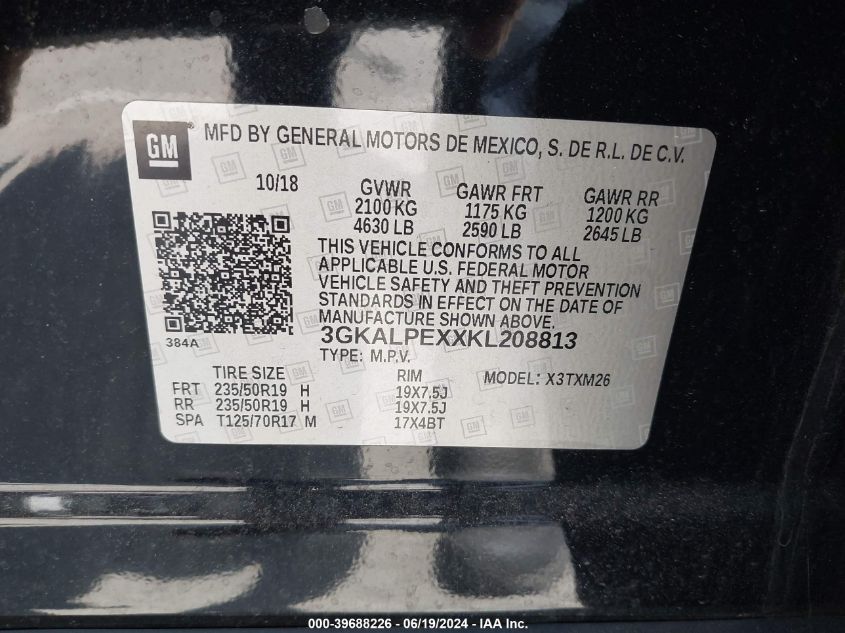 GM
MFD BY GENERAL MOTORS DE MEXICO, S. DE R.L. DE C.V.
10/18 GVWR GAWR FRT GAWR RR
2100 KG 1175 KG 1200 KG
4630 LB 2590 LB 2645 LB
THIS VEHICLE CONFORMS TO ALL
APPLICABLE U.S. FEDERAL MOTOR
VEHICLE SAFETY AND THEFT PREVENTION
STANDARDS IN EFFECT ON THE DATE OF
MANUFACTURE SHOWN ABOVE.
384A
3GKALPEXXKL208813
TYPE: M.P.V.
TIRE SIZE RIM MODEL: X3TXM26
FRT 235/50R19 H 19X7.5J
RR 235/50R19 H 19X7.5J
SPA T125/70R17 M 17X4BT
000-39688226 - 06/19/2024 - IAAI.com